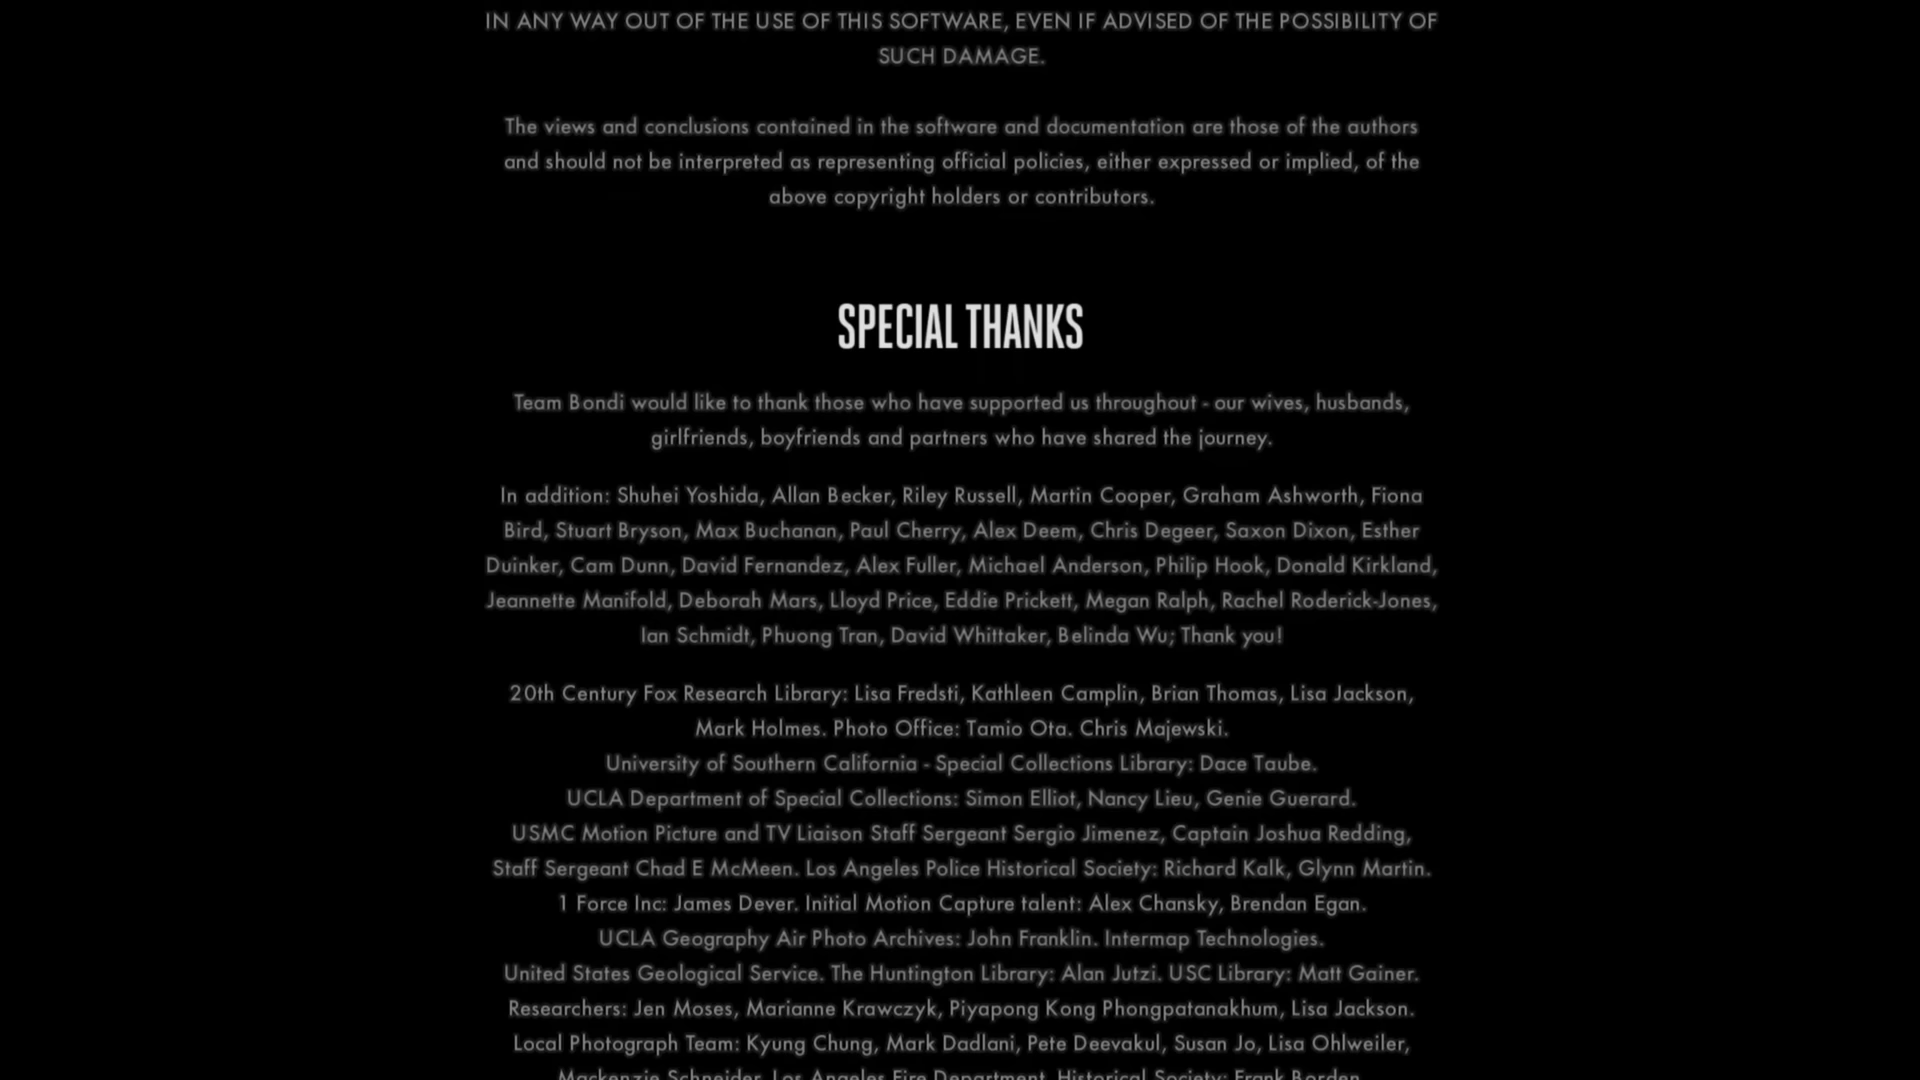 IN ANY WAY OUT OF THE USE OF THIS SOFTWARE, EVEN IF ADVISED OF THE POSSIBILITY OF
SUCH DAMAGE.
The views and conclusions contained in the software and documentation are those of the authors
and should not be interpreted as representing official policies, either expressed or implied, of the
above copyright holders or contributors.
SPECIAL THANKS
Team Bondi would like to thank those who have supported us throughout - our wives, husbands,
girlfriends, boyfriends and partners who have shared the journey.
In addition: Shuhei Yoshida, Allan Becker, Riley Russell, Martin Cooper, Graham Ashworth, Fiona
Bird, Stuart Bryson, Max Buchanan, Paul Cherry, Alex Deem, Chris Degeer, Saxon Dixon, Esther
Duinker, Cam Dunn, David Fernandez, Alex Fuller, Michael Anderson, Philip Hook, Donald Kirkland,
Jeannette Manifold, Deborah Mars, Lloyd Price, Eddie Prickett, Megan Ralph, Rachel Roderick-Jones,
Ian Schmidt, Phuong Tran, David Whittaker, Belinda Wu; Thank you!
20th Century Fox Research Library: Lisa Fredsti, Kathleen Camplin, Brian Thomas, Lisa Jackson,
Mark Holmes. Photo Office: Tamio Ota. Chris Majewski.
University of Southern California - Special Collections Library: Dace Taube.
UCLA Department of Special Collections: Simon Elliot, Nancy Lieu, Genie Guerard.
USMC Motion Picture and TV Liaison Staff Sergeant Sergio Jimenez, Captain Joshua Redding,
Staff Sergeant Chad E McMeen. Los Angeles Police Historical Society: Richard Kalk, Glynn Martin.
1 Force Inc: James Dever. Initial Motion Capture talent: Alex Chansky, Brendan Egan.
UCLA Geography Air Photo Archives: John Franklin. Intermap Technologies.
United States Geological Service. The Huntington Library: Alan Jutzi. USC Library: Matt Gainer.
Researchers: Jen Moses, Marianne Krawczyk, Piyapong Kong Phongpatanakhum, Lisa Jackson.
Local Photograph Team: Kyung Chung, Mark Dadlani, Pete Deevakul, Susan Jo, Lisa Ohlweiler,
Mackenzie Schneider. Los Angeles Fire Department, Historical Society: Frank Borden